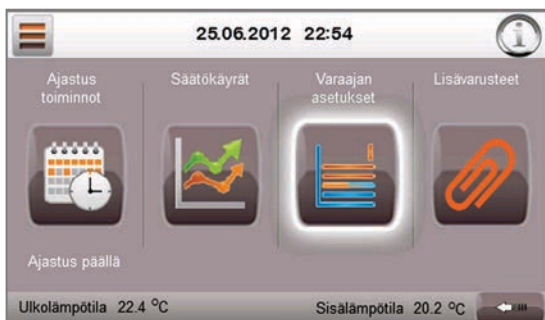 25.06.2012 22:54
Ajastus
toiminnot
Säätökäyrät
Varaajan
asetukset
Lisävarusteet
Ajastus päällä
Ulkolämpötila 22.4 °C
Sisälämpötila 20.2 °C